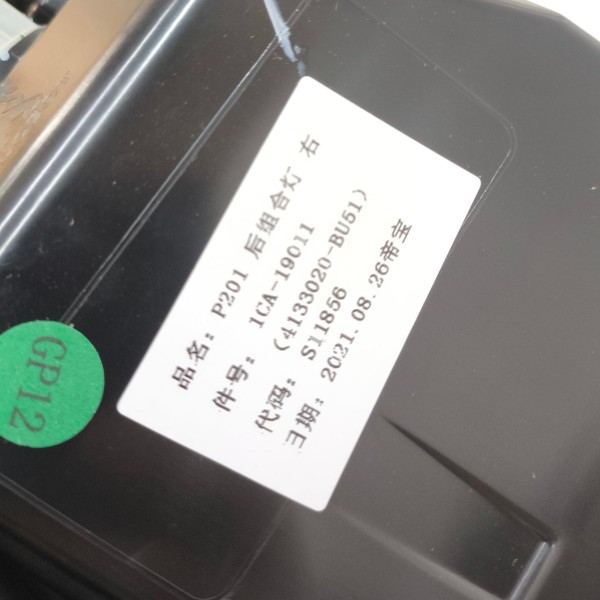 品名: P201 后组合灯 右
件号: 1CA-19011
(4133020-BU51)
代码: S11856
日期: 2021.08.26帝宝
GP12